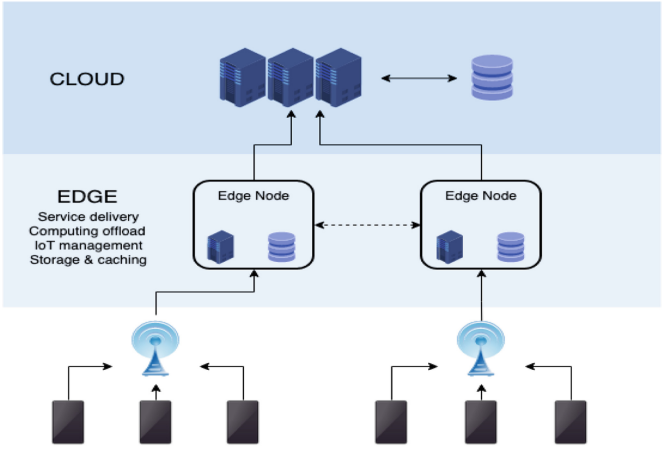 CLOUD
EDGE
Service delivery
Computing offload
IoT management
Storage & caching
Edge Node
Edge Node